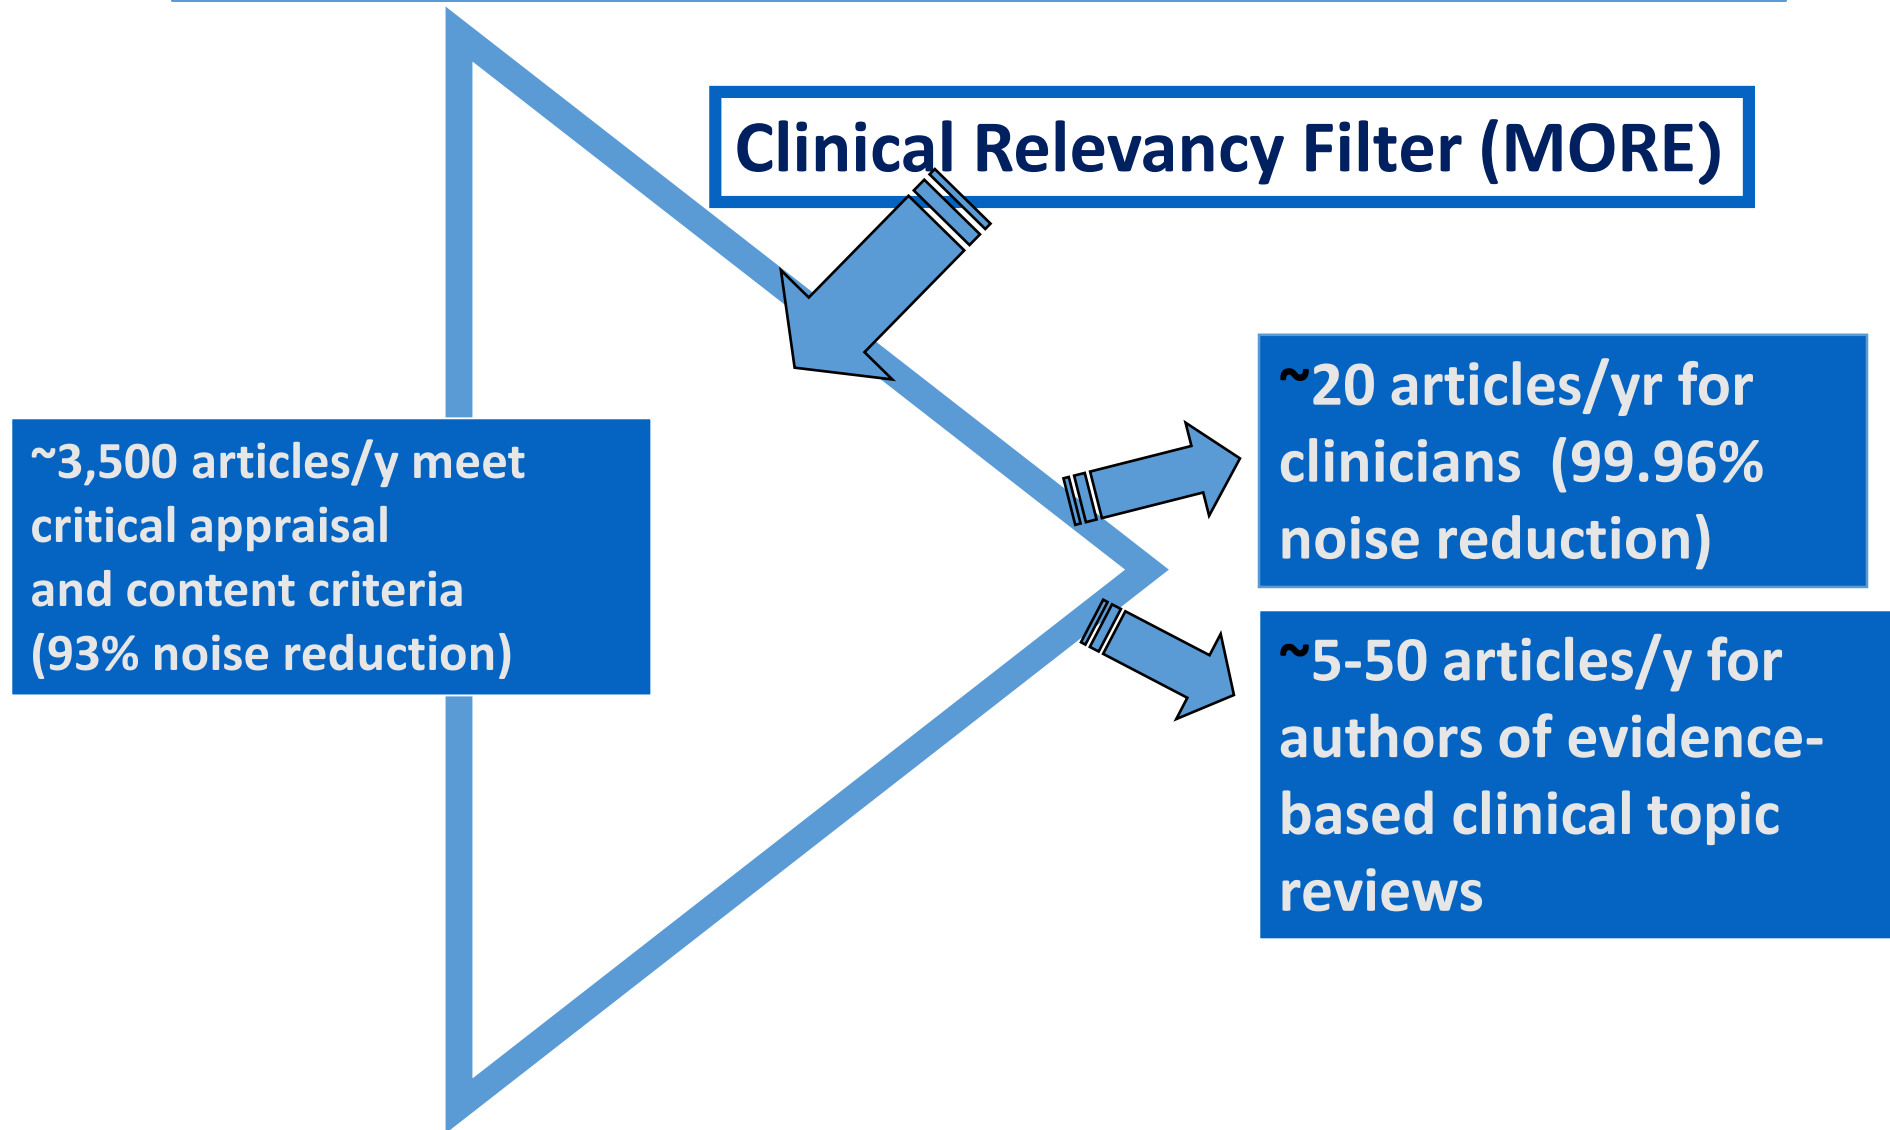 Clinical Relevancy Filter (MORE)
~3,500 articles/y meet
critical appraisal
and content criteria
(93% noise reduction)
~20 articles/yr for
clinicians (99.96%
noise reduction)
~5-50 articles/y for
authors of evidence-
based clinical topic
reviews